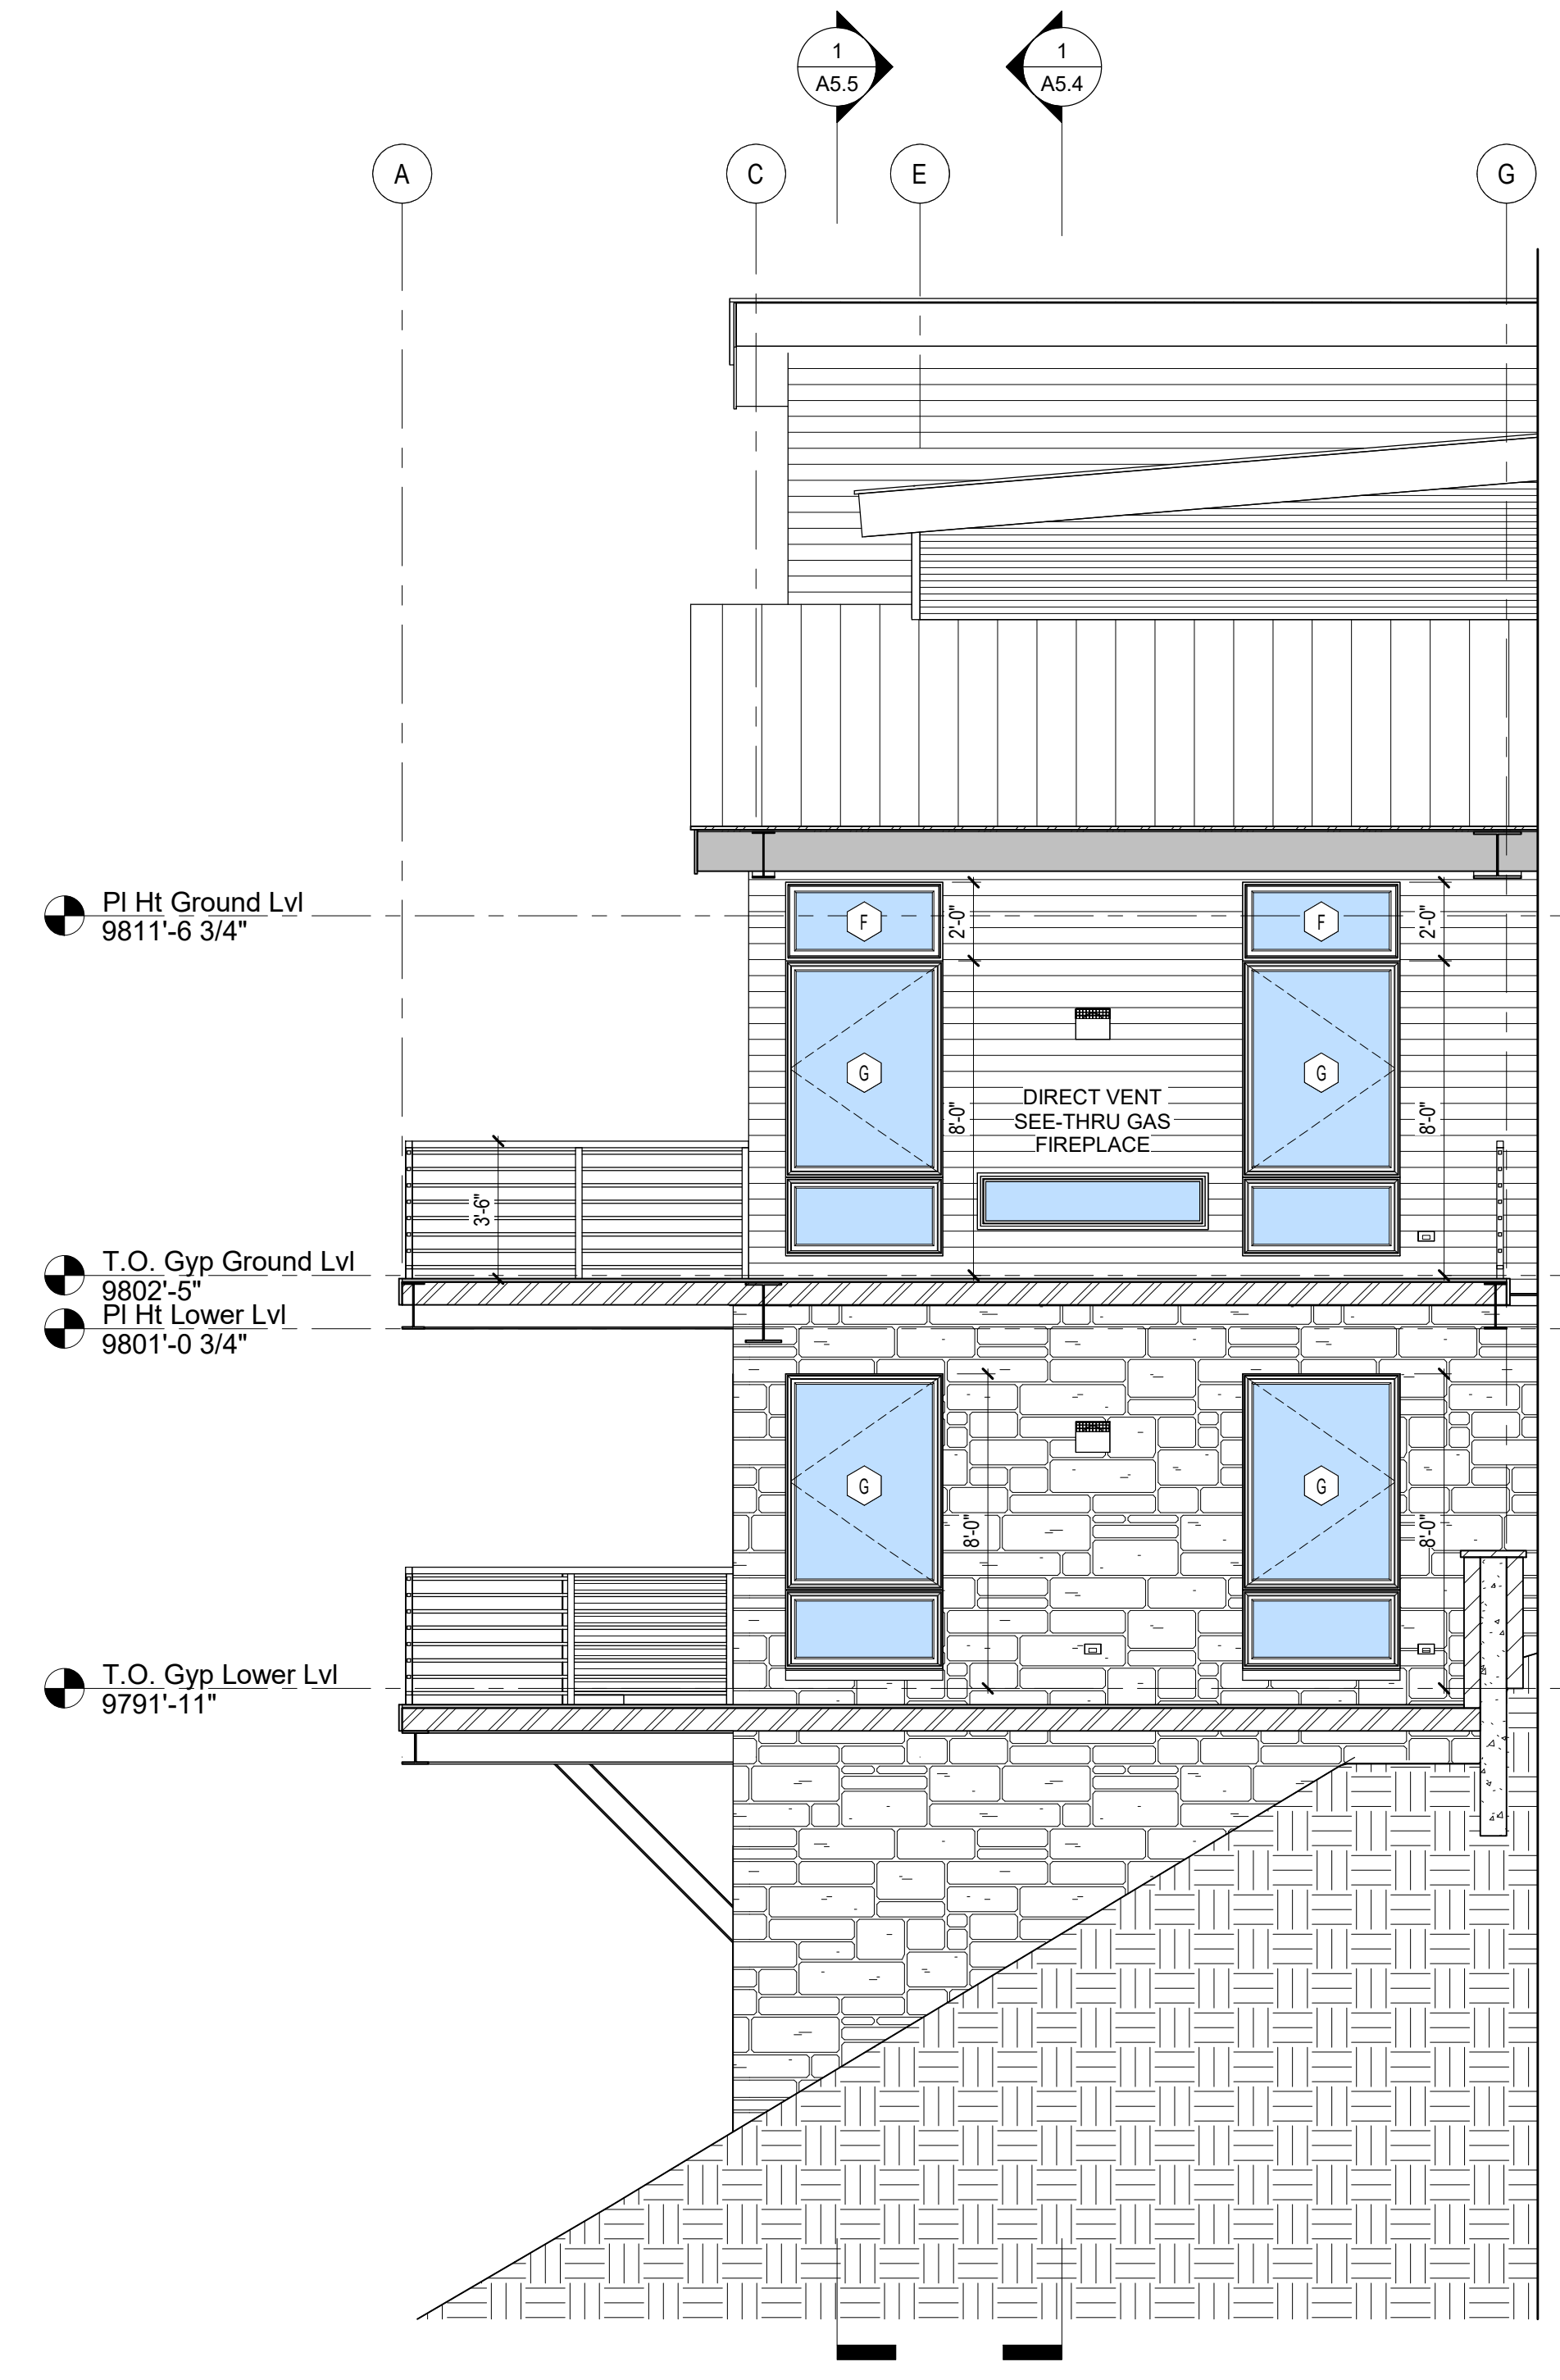 1
A5.5
1
A5.4
A
C
E
G
Pl Ht Ground Lvl
9811'-6 3/4"
F
2'-0"
F
2'-0"
G
8'-0"
DIRECT VENT
SEE-THRU GAS
FIREPLACE
G
8'-0"
3'-6"
T.O. Gyp Ground Lvl
9802'-5"
Pl Ht Lower Lvl
9801'-0 3/4"
G
8'-0"
G
8'-0"
T.O. Gyp Lower Lvl
9791'-11"